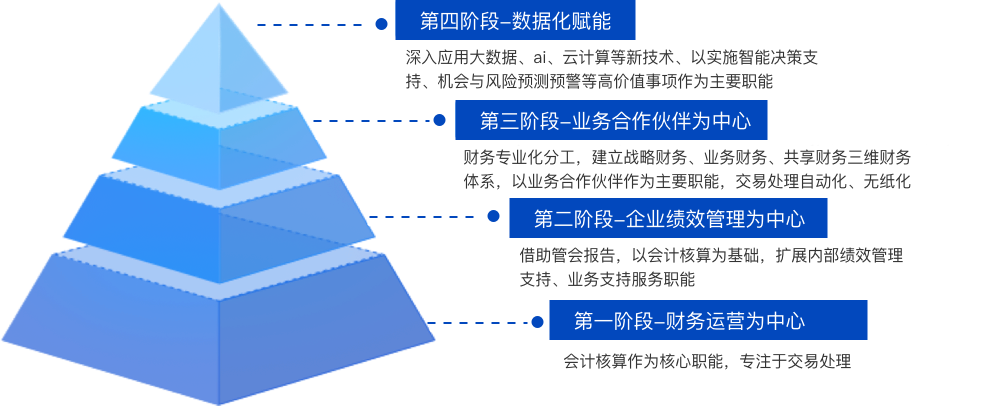 第四阶段-数据化赋能
深入应用大数据、ai、云计算等新技术、以实施智能决策支
持、机会与风险预测预警等高价值事项作为主要职能
第三阶段-业务合作伙伴为中心
财务专业化分工，建立战略财务、业务财务、共享财务三维财务
体系，以业务合作伙伴作为主要职能，交易处理自动化、无纸化
第二阶段-企业绩效管理为中心
借助管会报告，以会计核算为基础，扩展内部绩效管理
支持、业务支持服务职能
第一阶段-财务运营为中心
会计核算作为核心职能，专注于交易处理